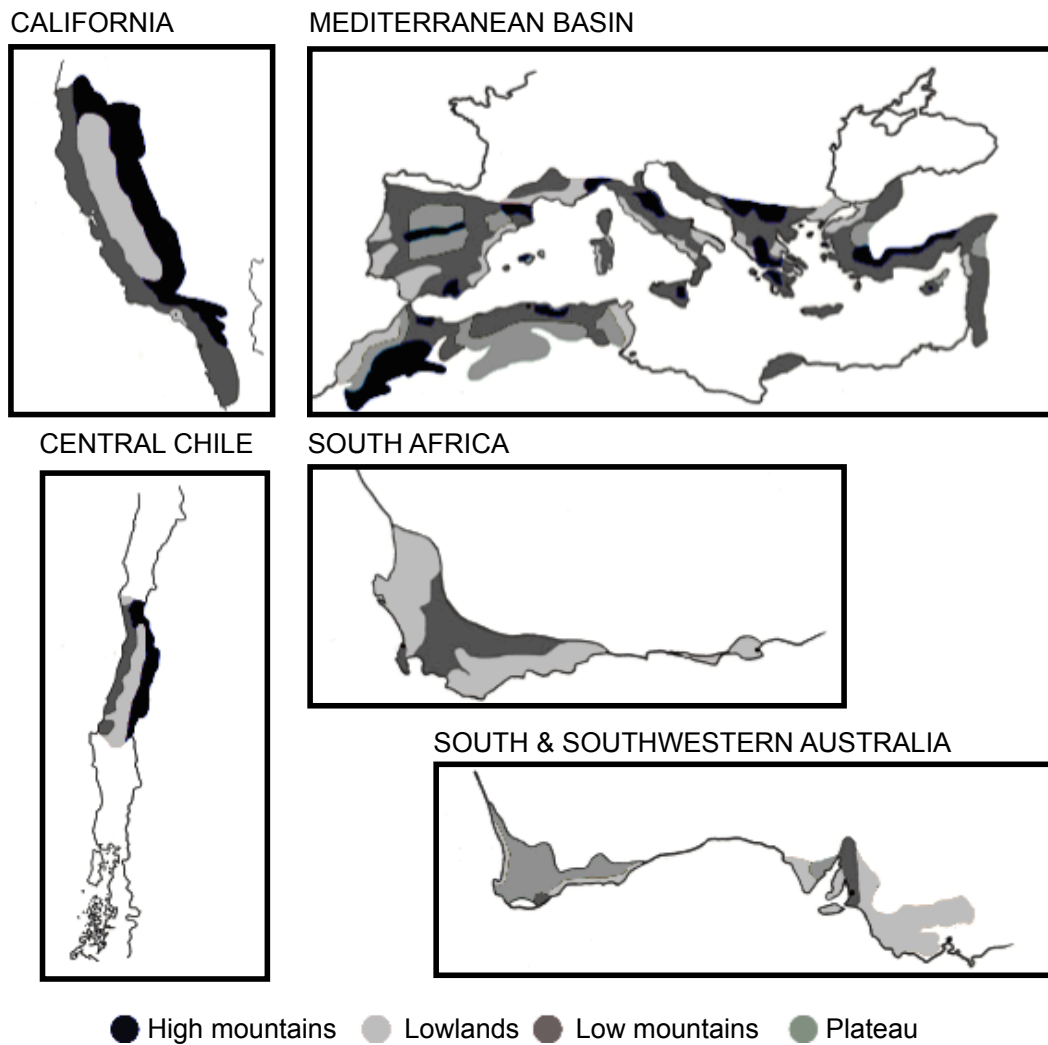 CALIFORNIA
MEDITERRANEAN BASIN
CENTRAL CHILE
SOUTH AFRICA
SOUTH & SOUTHWESTERN AUSTRALIA
High mountains
Lowlands
Low mountains
Plateau